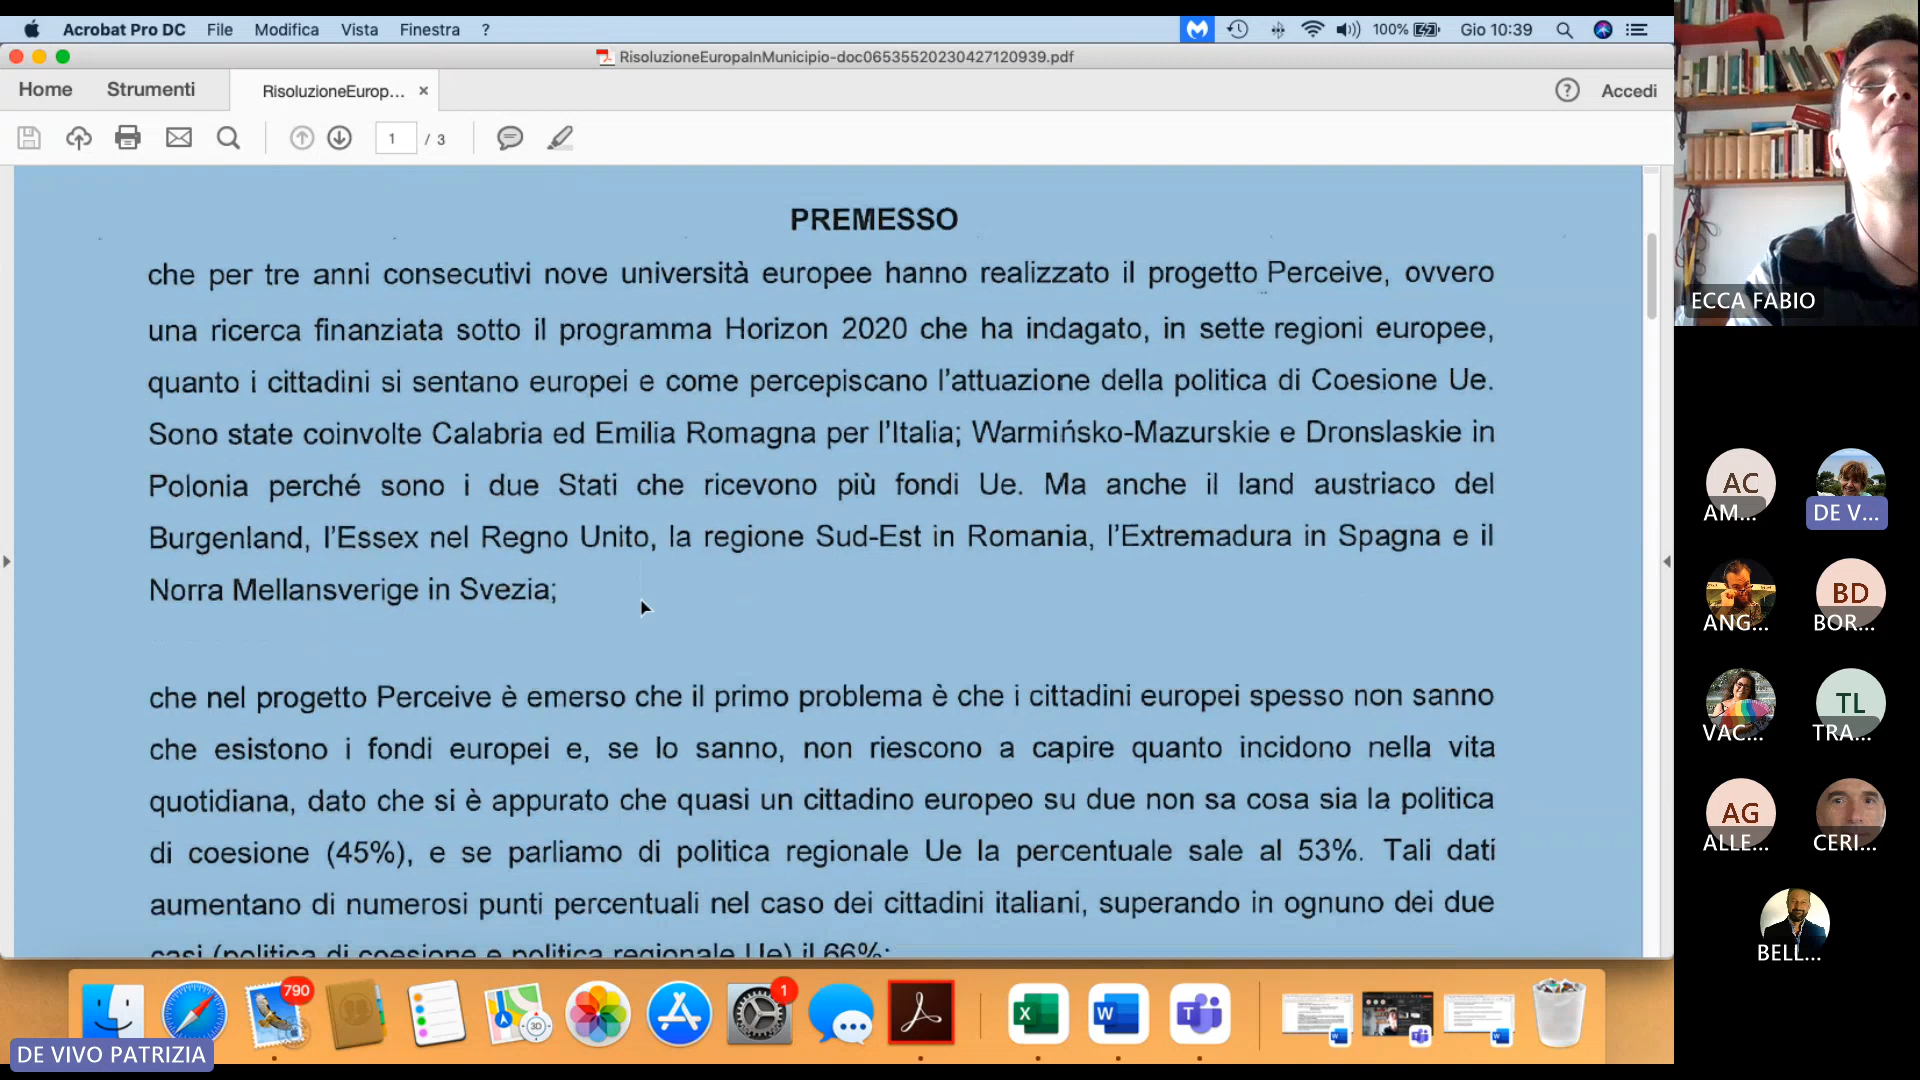 Acrobat Pro DC File Modifica Vista Finestra ? 100% Gio 10:39
RisoluzioneEuropaInMunicipio-doc06535520230427120939.pdf
Home Strumenti RisoluzioneEurop... × ? Accedi
1 / 3
PREMESSO
che per tre anni consecutivi nove università europee hanno realizzato il progetto Perceive, ovvero
una ricerca finanziata sotto il programma Horizon 2020 che ha indagato, in sette regioni europee,
quanto i cittadini si sentano europei e come percepiscano l'attuazione della politica di Coesione Ue.
Sono state coinvolte Calabria ed Emilia Romagna per l'Italia; Warmińsko-Mazurskie e Dronslaskie in
Polonia perché sono i due Stati che ricevono più fondi Ue. Ma anche il land austriaco del
Burgenland, l'Essex nel Regno Unito, la regione Sud-Est in Romania, l'Extremadura in Spagna e il
Norra Mellansverige in Svezia;
che nel progetto Perceive è emerso che il primo problema è che i cittadini europei spesso non sanno
che esistono i fondi europei e, se lo sanno, non riescono a capire quanto incidono nella vita
quotidiana, dato che si è appurato che quasi un cittadino europeo su due non sa cosa sia la politica
di coesione (45%), e se parliamo di politica regionale Ue la percentuale sale al 53%. Tali dati
aumentano di numerosi punti percentuali nel caso dei cittadini italiani, superando in ognuno dei due
casi (politica di coesione e politica regionale Ue) il 66%;
790
3D
1
X
W
T
DE VIVO PATRIZIA
ECCA FABIO
AC
AM...
DE V...
ANG...
BD
BOR...
VAC...
TL
TRA...
AG
ALLE...
CERI...
BELL...